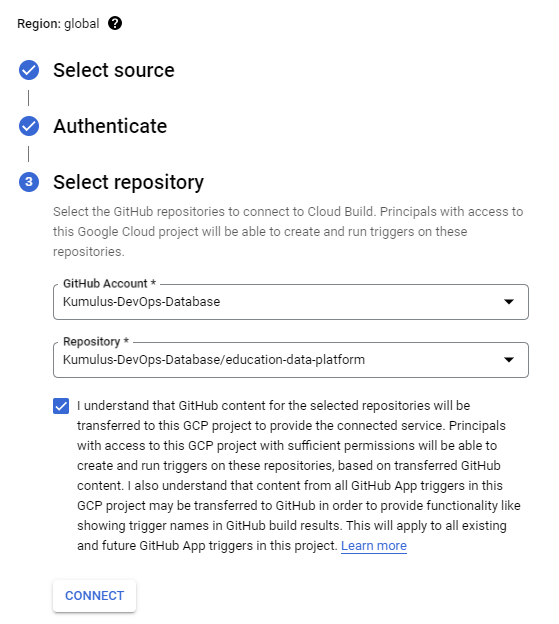 Region: global ?
Select source
Authenticate
3 Select repository
Select the GitHub repositories to connect to Cloud Build. Principals with access to
this Google Cloud project will be able to create and run triggers on these
repositories.
GitHub Account *
Kumulus-DevOps-Database
Repository *
Kumulus-DevOps-Database/education-data-platform
I understand that GitHub content for the selected repositories will be
transferred to this GCP project to provide the connected service. Principals
with access to this GCP project with sufficient permissions will be able to
create and run triggers on these repositories, based on transferred GitHub
content. I also understand that content from all GitHub App triggers in this
GCP project may be transferred to GitHub in order to provide functionality like
showing trigger names in GitHub build results. This will apply to all existing
and future GitHub App triggers in this project. Learn more
CONNECT